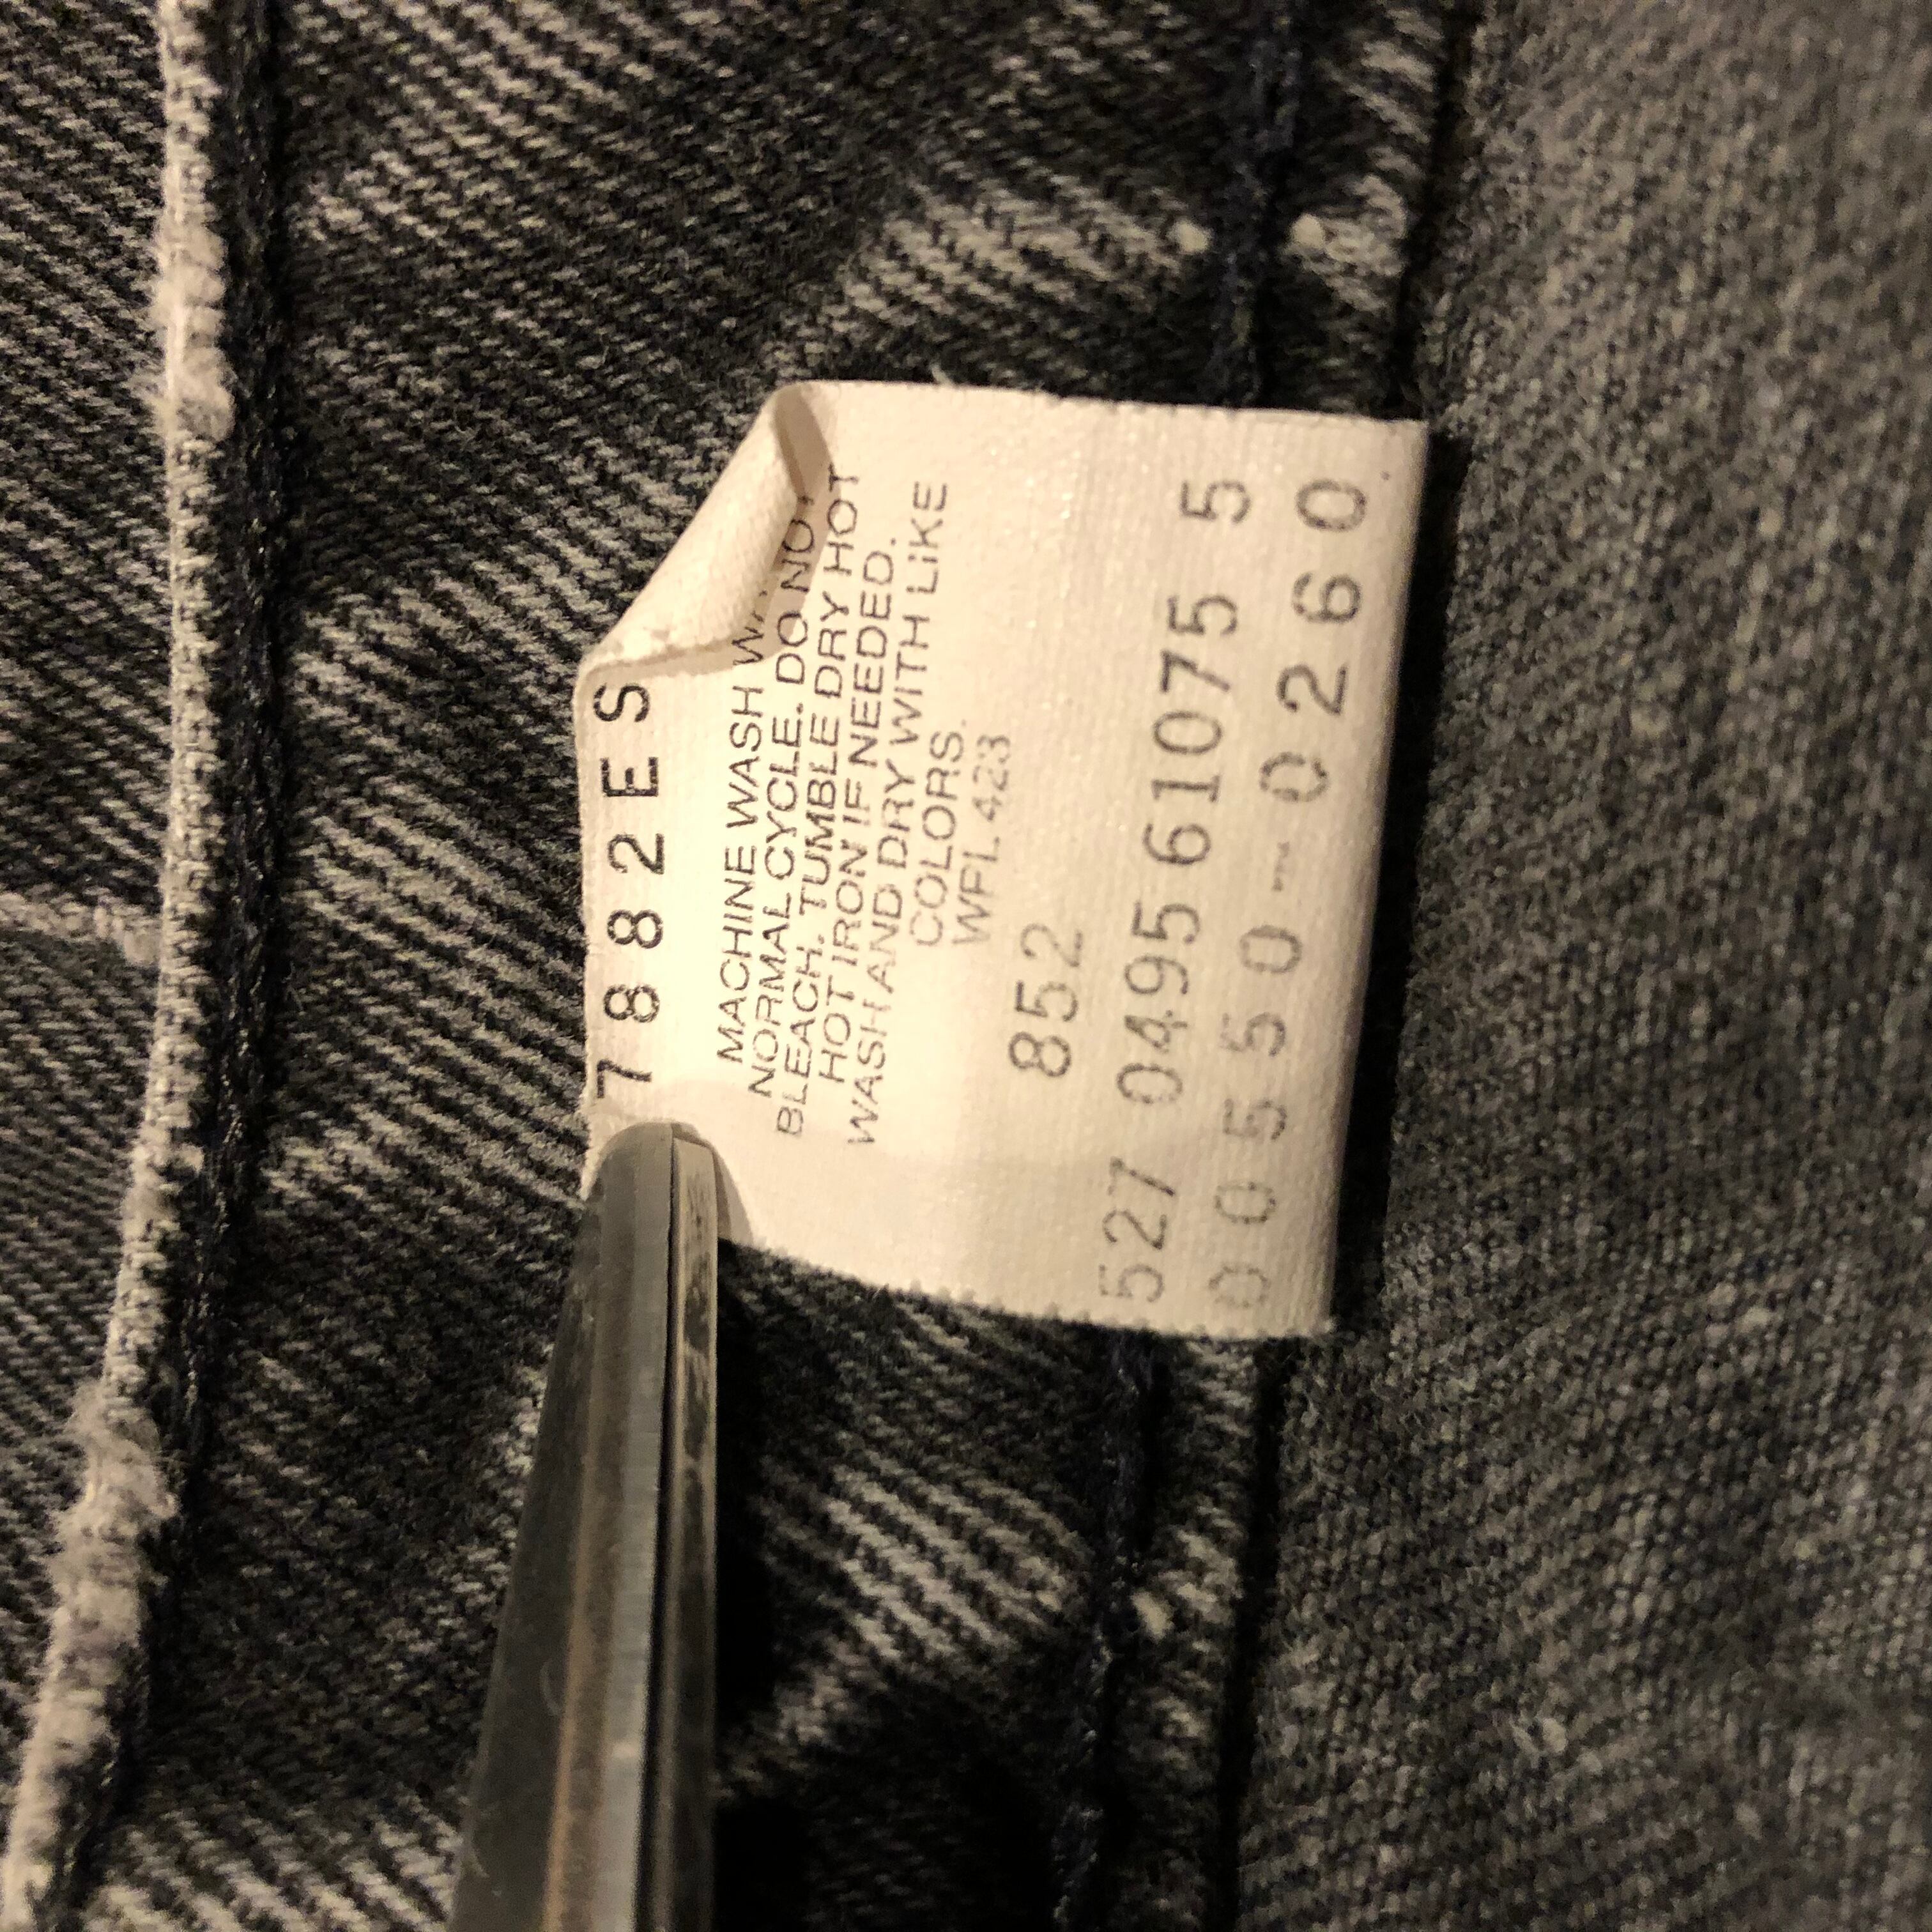 7882ES
MACHINE WASH
NORMAL CYCLE. DO NOT
BLEACH. TUMBLE DRY HOT
HOT IRON IF NEEDED.
WASH AND DRY WITH LIKE
COLORS.
WPL 423
852
527 0495 61075 5
00550-0260